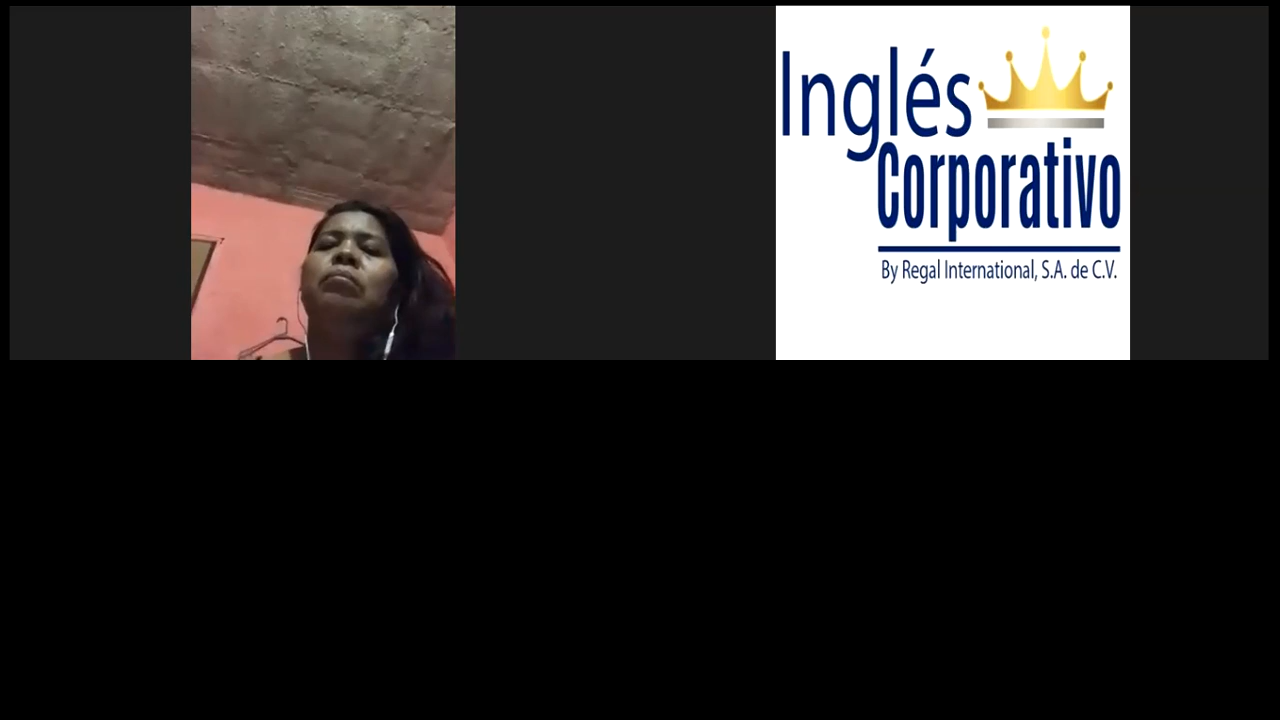 Inglés
Corporativo
By Regal International, S.A. de C.V.